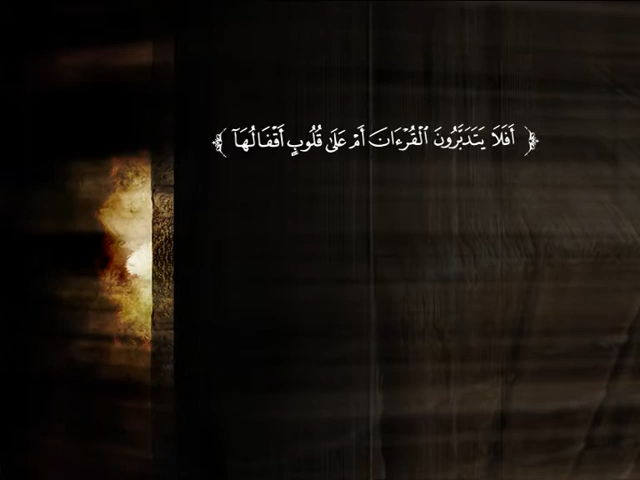 ﴿ أَفَلَا يَتَدَبَّرُونَ ٱلْقُرْءَانَ أَمْ عَلَىٰ قُلُوبٍ أَقْفَالُهَآ ﴾